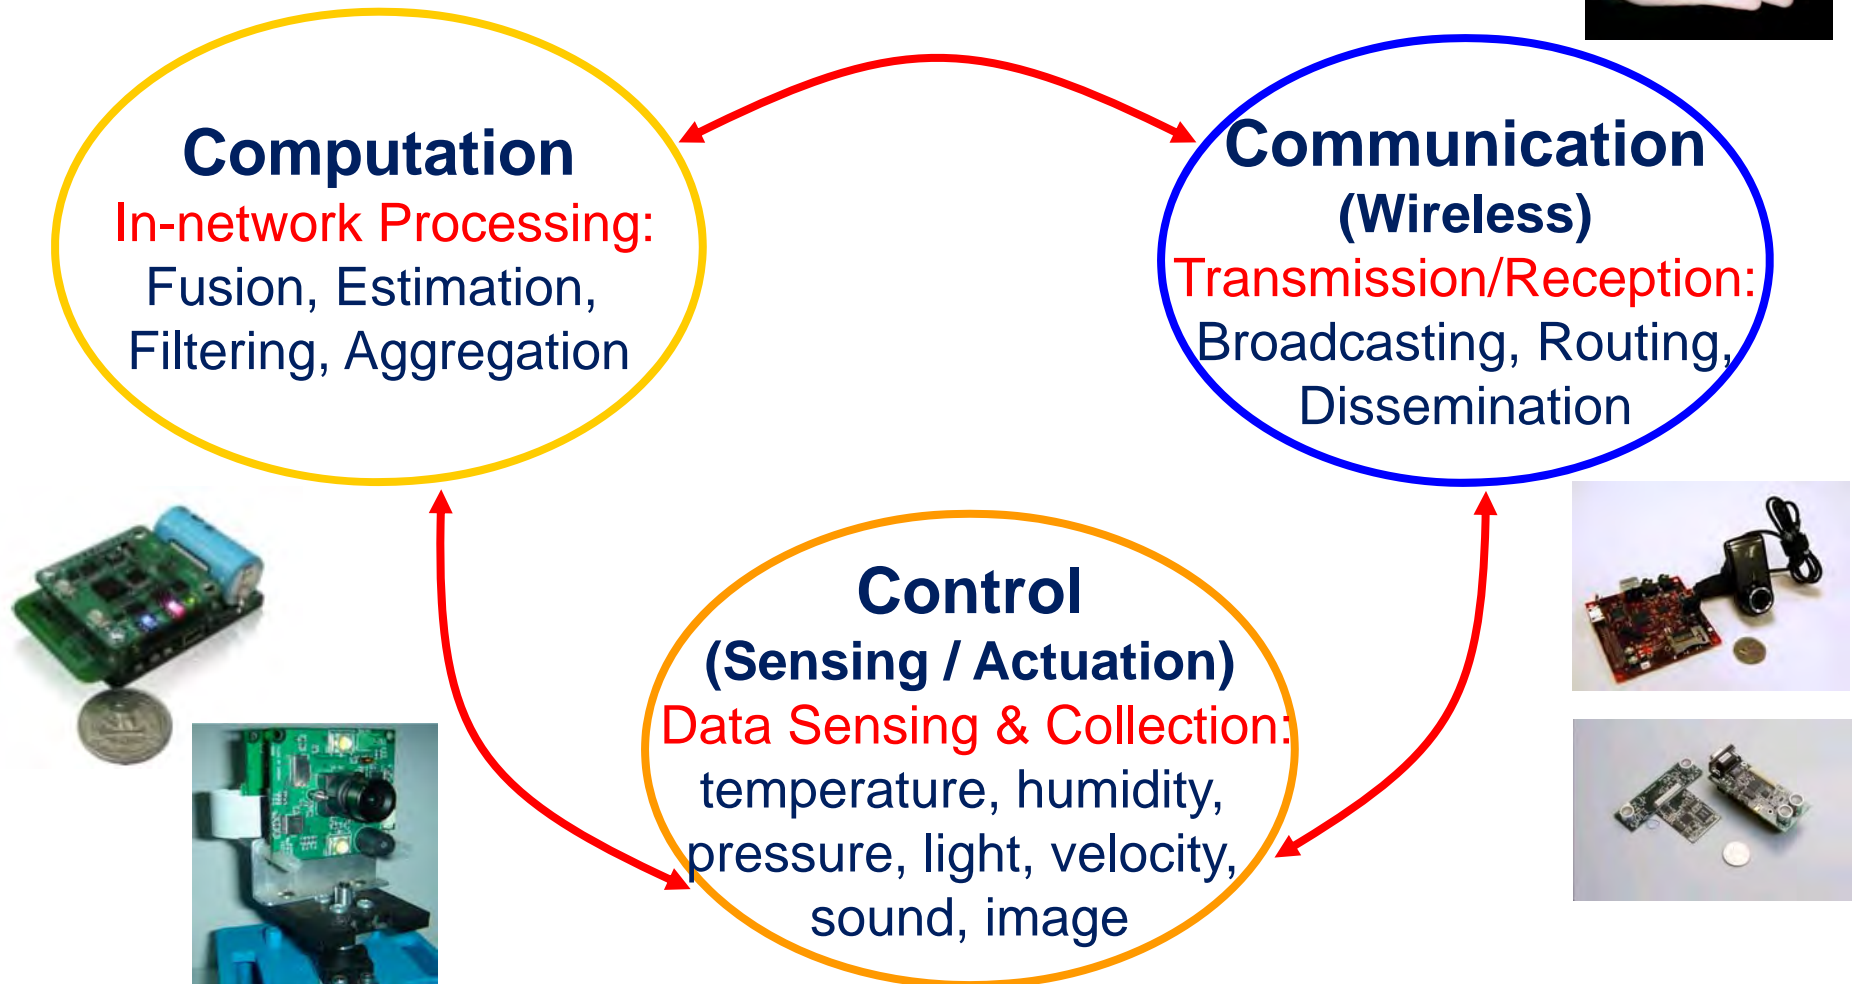 Computation
In-network Processing:
Fusion, Estimation,
Filtering, Aggregation
Communication
(Wireless)
Transmission/Reception:
Broadcasting, Routing,
Dissemination
Control
(Sensing / Actuation)
Data Sensing & Collection:
temperature, humidity,
pressure, light, velocity,
sound, image